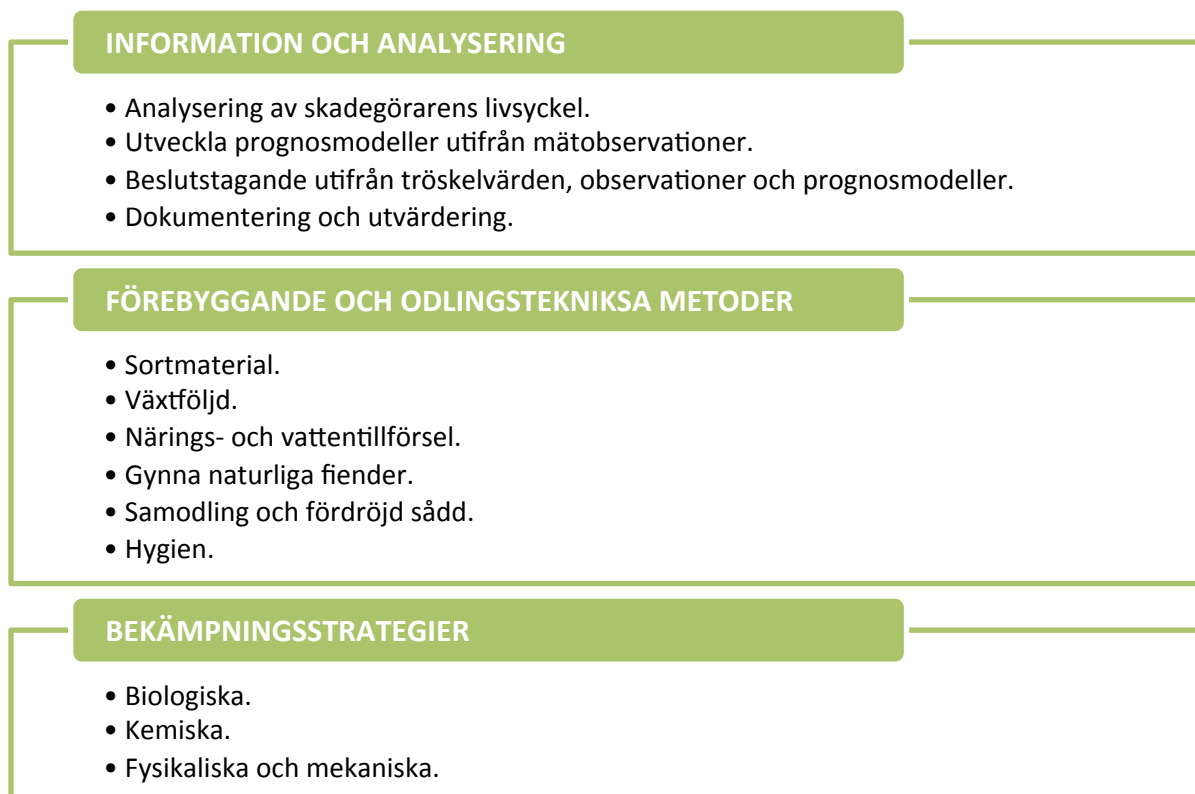 INFORMATION OCH ANALYSERING
• Analysering av skadegörarens livsyckel.
• Utveckla prognosmodeller utifrån mätobservationer.
• Beslutstagande utifrån tröskelvärden, observationer och prognosmodeller.
• Dokumentering och utvärdering.
FÖREBYGGANDE OCH ODLINGSTEKNIKSA METODER
• Sortmaterial.
• Växtföljd.
• Närings- och vattentillförsel.
• Gynna naturliga fiender.
• Samodling och fördröjd sådd.
• Hygien.
BEKÄMPNINGSSTRATEGIER
• Biologiska.
• Kemiska.
• Fysikaliska och mekaniska.